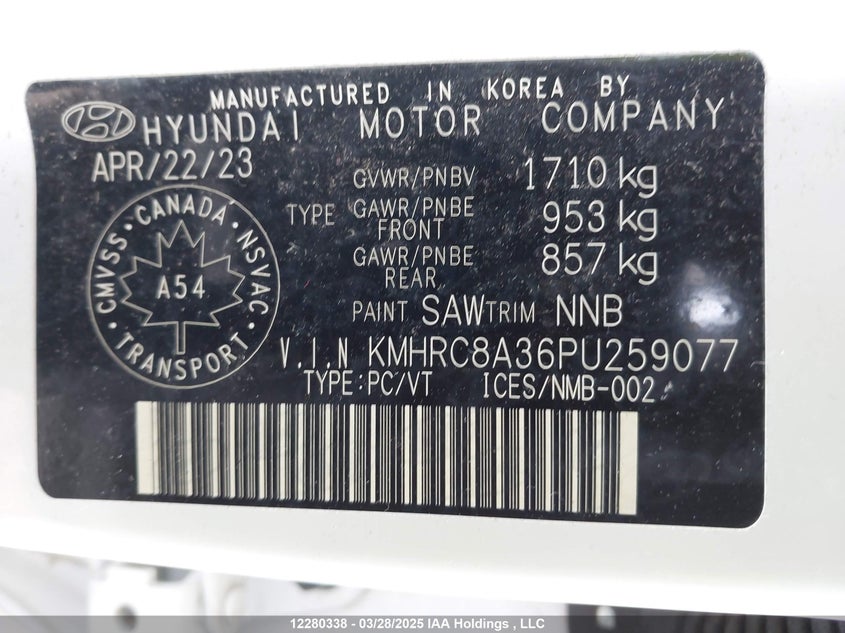 MANUFACTURED IN KOREA BY
HYUNDAI MOTOR COMPANY
APR/22/23
GVWR/PNBV 1710 kg
TYPE GAWR/PNBE FRONT 953 kg
GAWR/PNBE REAR 857 kg
CANADA
CMVSS · NSVAC
A54
TRANSPORT
PAINT SAW TRIM NNB
V.I.N KMHRC8A36PU259077
TYPE:PC/VT ICES/NMB-002
12280338 - 03/28/2025 IAA Holdings , LLC